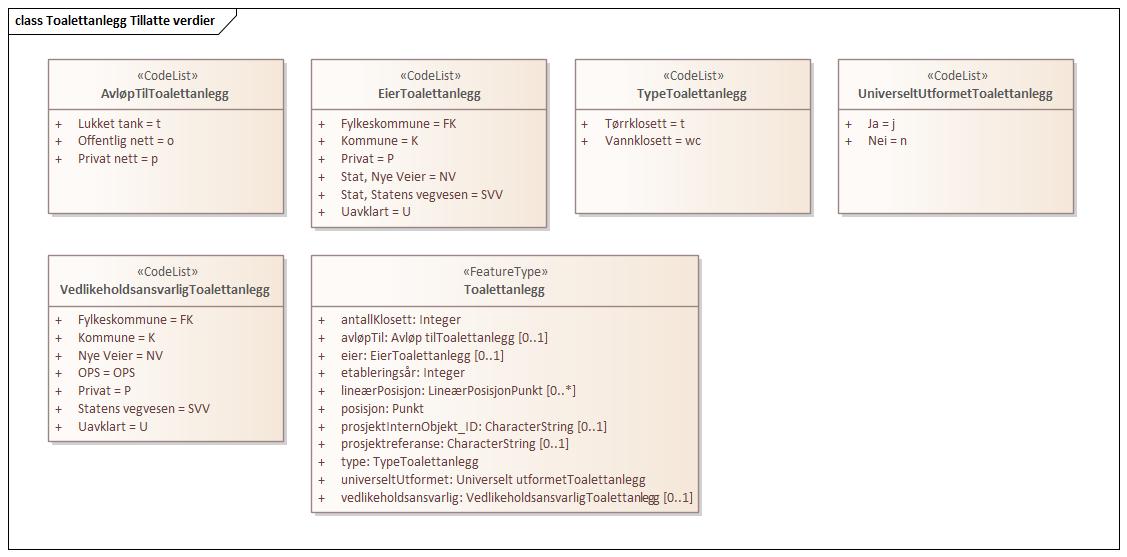 class Toalettanlegg Tillatte verdier
«CodeList»
AvløpTilToalettanlegg
+ Lukket tank = t
+ Offentlig nett = o
+ Privat nett = p
«CodeList»
EierToalettanlegg
+ Fylkeskommune = FK
+ Kommune = K
+ Privat = P
+ Stat, Nye Veier = NV
+ Stat, Statens vegvesen = SVV
+ Uavklart = U
«CodeList»
TypeToalettanlegg
+ Tørrklosett = t
+ Vannklosett = wc
«CodeList»
UniverseltUtformetToalettanlegg
+ Ja = j
+ Nei = n
«CodeList»
VedlikeholdsansvarligToalettanlegg
+ Fylkeskommune = FK
+ Kommune = K
+ Nye Veier = NV
+ OPS = OPS
+ Privat = P
+ Statens vegvesen = SVV
+ Uavklart = U
«FeatureType»
Toalettanlegg
+ antallKlosett: Integer
+ avløpTil: Avløp tilToalettanlegg [0..1]
+ eier: EierToalettanlegg [0..1]
+ etableringsår: Integer
+ lineærPosisjon: LineærPosisjonPunkt [0..*]
+ posisjon: Punkt
+ prosjektInternObjekt_ID: CharacterString [0..1]
+ prosjektreferanse: CharacterString [0..1]
+ type: TypeToalettanlegg
+ universeltUtformet: Universelt utformetToalettanlegg
+ vedlikeholdsansvarlig: VedlikeholdsansvarligToalettanlegg [0..1]